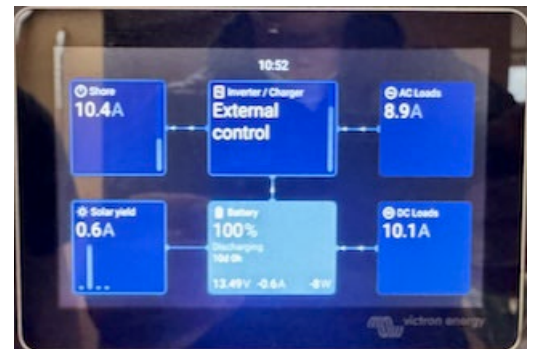 10:52
Shore
10.4A
Inverter / Charger
External
control
AC Loads
8.9A
Solar yield
0.6A
Battery
100%
Discharging
10d 0h
13.49V -0.6A -8W
DC Loads
10.1A
victron energy